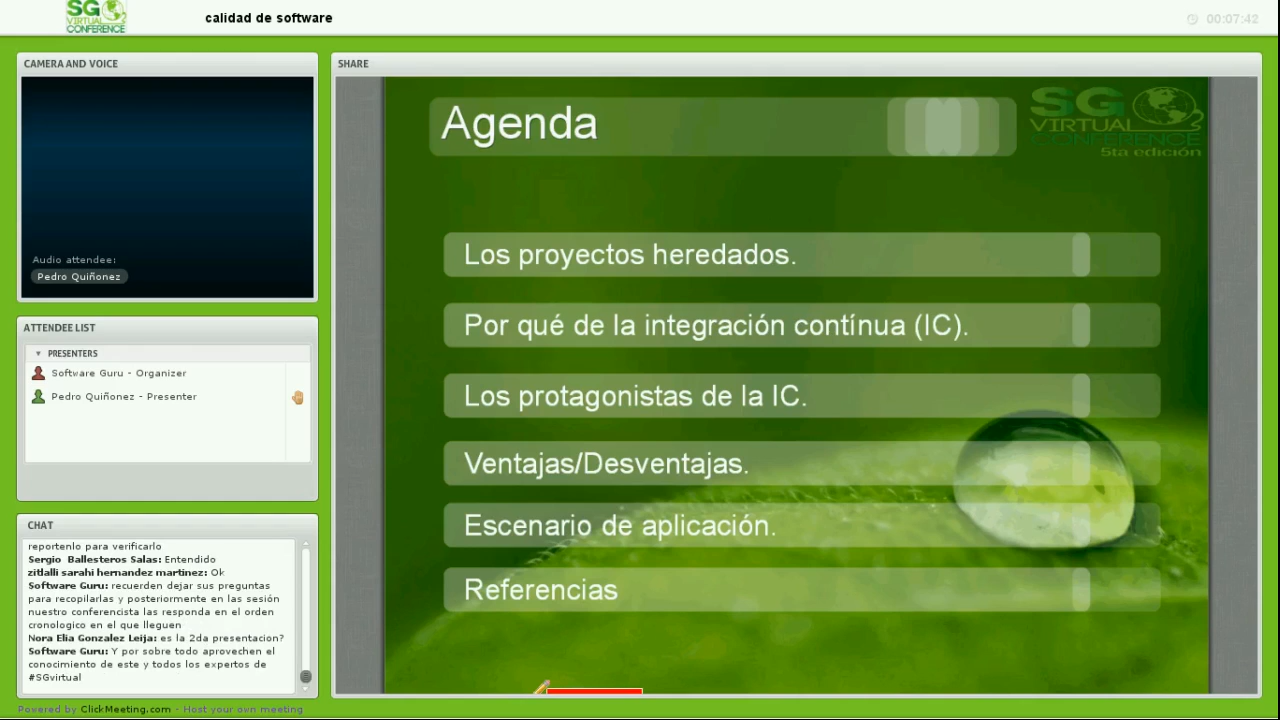 SG
VIRTUAL
CONFERENCE
calidad de software
00:07:42
CAMERA AND VOICE
Audio attendee:
Pedro Quiñonez
ATTENDEE LIST
PRESENTERS
Software Guru - Organizer
Pedro Quiñonez - Presenter
CHAT
reportenlo para verificarlo
Sergio Ballesteros Salas: Entendido
zitlalli sarahi hernandez martinez: Ok
Software Guru: recuerden dejar sus preguntas
para recopilarlas y posteriormente en las sesión
nuestro conferencista las responda en el orden
cronologico en el que lleguen
Nora Elia Gonzalez Leija: es la 2da presentacion?
Software Guru: Y por sobre todo aprovechen el
conocimiento de este y todos los expertos de
#SGvirtual
Powered by ClickMeeting.com - Host your own meeting
SHARE
Agenda
SG
VIRTUAL
CONFERENCE
5ta edición
Los proyectos heredados.
Por qué de la integración contínua (IC).
Los protagonistas de la IC.
Ventajas/Desventajas.
Escenario de aplicación.
Referencias